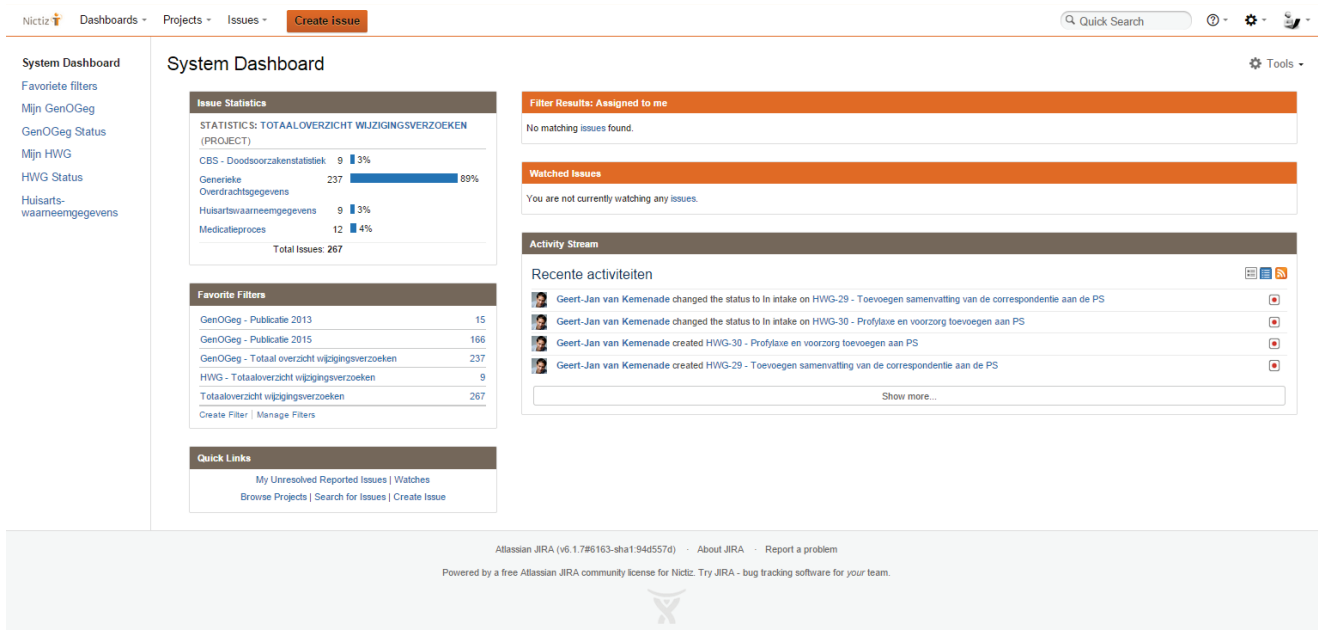 Nictiz Dashboards Projects Issues Create issue Quick Search
System Dashboard
Favoriete filters
Mijn GenOGeg
GenOGeg Status
Mijn HWG
HWG Status
Huisarts-
waarneemgegevens
System Dashboard
Tools
Issue Statistics
STATISTICS: TOTAALOVERZICHT WIJZIGINGSVERZOEKEN
(PROJECT)
CBS - Doodsoorzakenstatistiek 9 3%
Generieke 237 89%
Overdrachtsgegevens
Huisartswaarneemgegevens 9 3%
Medicatieproces 12 4%
Total Issues: 267
Favorite Filters
GenOGeg - Publicatie 2013 15
GenOGeg - Publicatie 2015 166
GenOGeg - Totaal overzicht wijzigingsverzoeken 237
HWG - Totaaloverzicht wijzigingsverzoeken 9
Totaaloverzicht wijzigingsverzoeken 267
Create Filter | Manage Filters
Quick Links
My Unresolved Reported Issues | Watches
Browse Projects | Search for Issues | Create Issue
Filter Results: Assigned to me
No matching issues found.
Watched Issues
You are not currently watching any issues.
Activity Stream
Recente activiteiten
Geert-Jan van Kemenade changed the status to In intake on HWG-29 - Toevoegen samenvatting van de correspondentie aan de PS
Geert-Jan van Kemenade changed the status to In intake on HWG-30 - Profylaxe en voorzorg toevoegen aan PS
Geert-Jan van Kemenade created HWG-30 - Profylaxe en voorzorg toevoegen aan PS
Geert-Jan van Kemenade created HWG-29 - Toevoegen samenvatting van de correspondentie aan de PS
Show more...
Atlassian JIRA (v6.1.7#6163-sha1:94d557d) · About JIRA · Report a problem
Powered by a free Atlassian JIRA community license for Nictiz. Try JIRA - bug tracking software for your team.